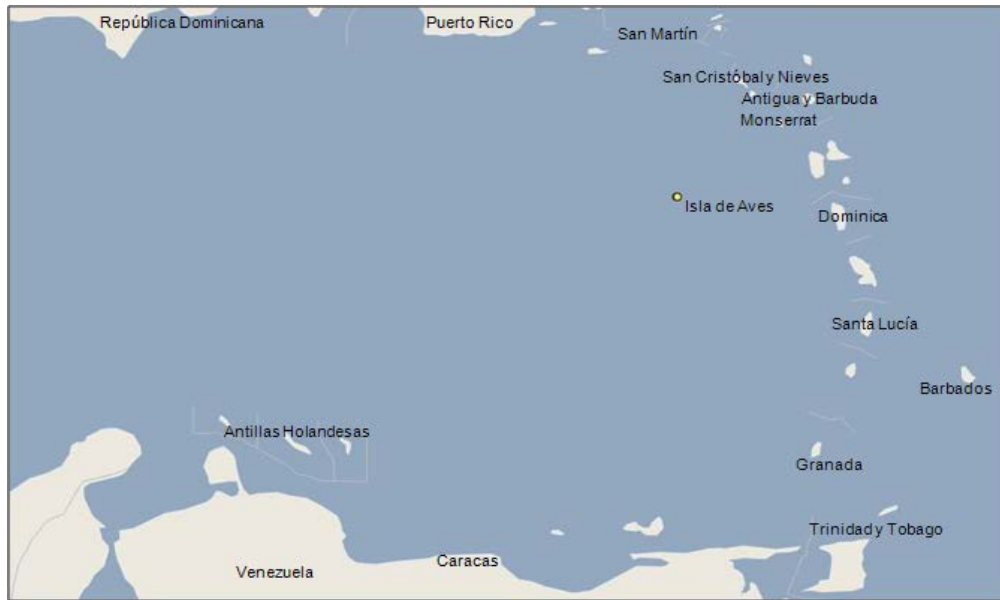 República Dominicana
Puerto Rico
San Martín
San Cristóbal y Nieves
Antigua y Barbuda
Monserrat
Isla de Aves
Dominica
Santa Lucía
Barbados
Antillas Holandesas
Granada
Trinidad y Tobago
Caracas
Venezuela